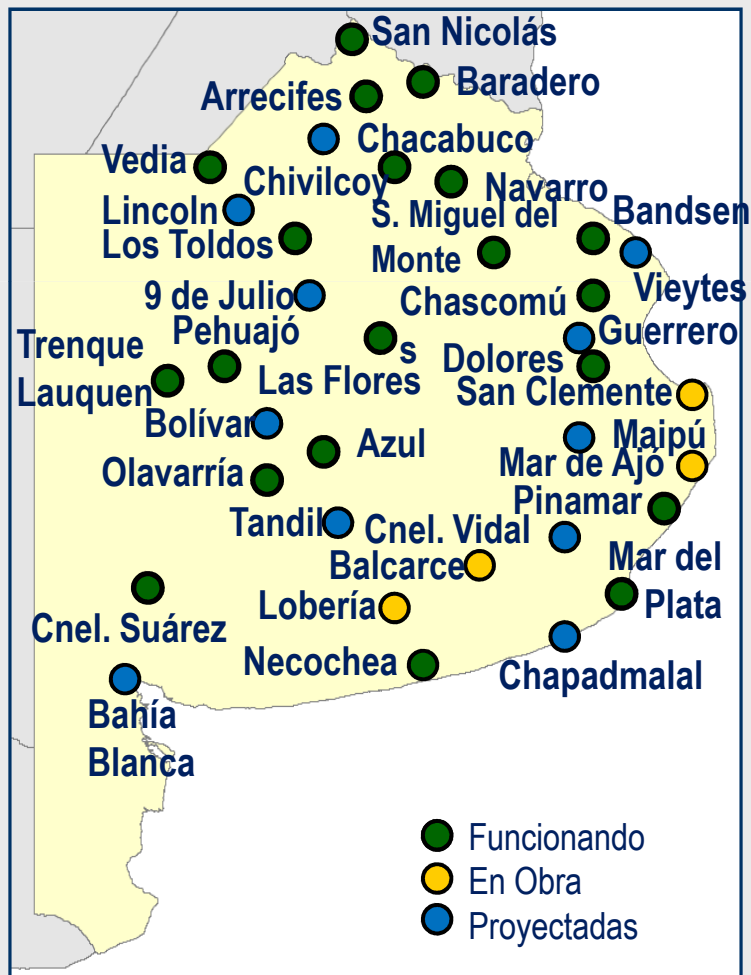 San Nicolás
Baradero
Arrecifes
Chacabuco
Vedia
Chivilcoy
Navarro
Lincoln
S. Miguel del
Monte
Bandsen
Los Toldos
Vieytes
9 de Julio
Chascomú
s
Guerrero
Pehuajó
Trenque
Lauquen
Las Flores
Dolores
San Clemente
Bolívar
Azul
Maipú
Mar de Ajó
Olavarría
Pinamar
Tandil
Cnel. Vidal
Balcarce
Mar del
Plata
Lobería
Cnel. Suárez
Necochea
Chapadmalal
Bahía
Blanca
Funcionando
En Obra
Proyectadas